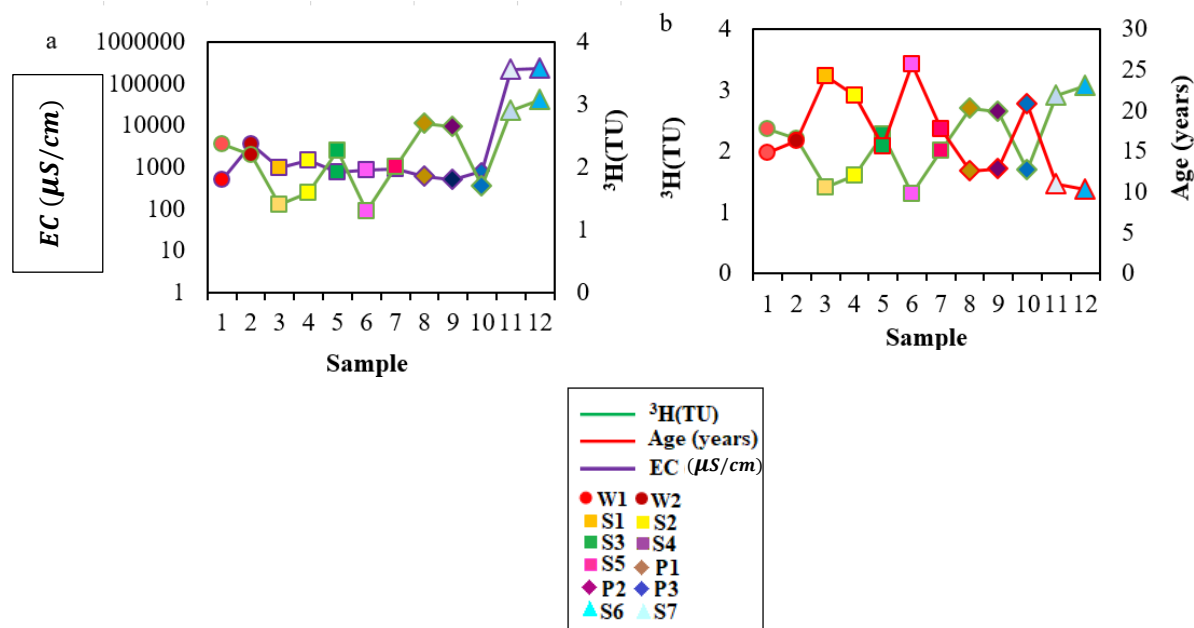 a
1000000
100000
10000
1000
100
10
1
EC (µS/cm)
4
3
2
1
0
³H(TU)
1 2 3 4 5 6 7 8 9 10 11 12
Sample
b
4
3
2
1
0
³H(TU)
30
25
20
15
10
5
0
Age (years)
1 2 3 4 5 6 7 8 9 10 11 12
Sample
³H(TU)
Age (years)
EC (µS/cm)
W1 W2
S1 S2
S3 S4
S5 P1
P2 P3
S6 S7